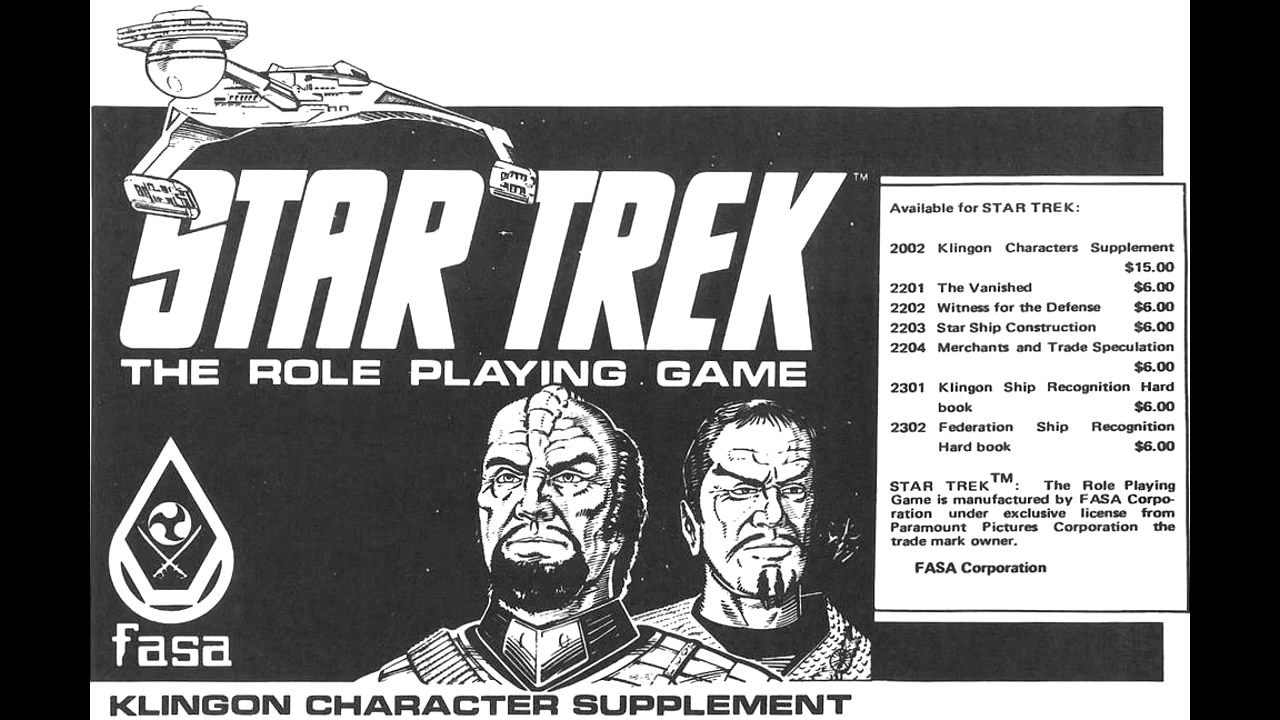 STAR TREK™
THE ROLE PLAYING GAME
fasa
KLINGON CHARACTER SUPPLEMENT
Available for STAR TREK:
2002 Klingon Characters Supplement
$15.00
2201 The Vanished $6.00
2202 Witness for the Defense $6.00
2203 Star Ship Construction $6.00
2204 Merchants and Trade Speculation
$6.00
2301 Klingon Ship Recognition Hard
book $6.00
2302 Federation Ship Recognition
Hard book $6.00
STAR TREK™: The Role Playing
Game is manufactured by FASA Corpo-
ration under exclusive license from
Paramount Pictures Corporation the
trade mark owner.
FASA Corporation